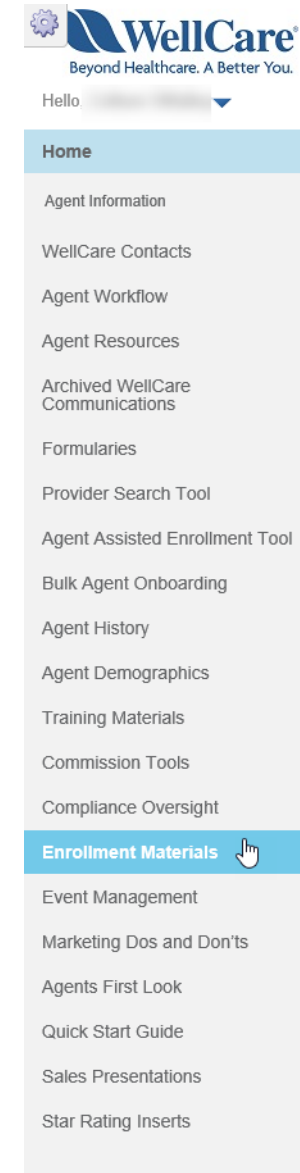 WellCare®
Beyond Healthcare. A Better You.
Hello
Home
Agent Information
WellCare Contacts
Agent Workflow
Agent Resources
Archived WellCare
Communications
Formularies
Provider Search Tool
Agent Assisted Enrollment Tool
Bulk Agent Onboarding
Agent History
Agent Demographics
Training Materials
Commission Tools
Compliance Oversight
Enrollment Materials
Event Management
Marketing Dos and Don'ts
Agents First Look
Quick Start Guide
Sales Presentations
Star Rating Inserts